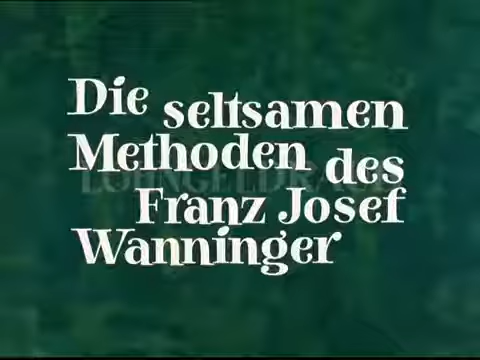 Die seltsamen
Methoden des
Franz Josef
Wanninger